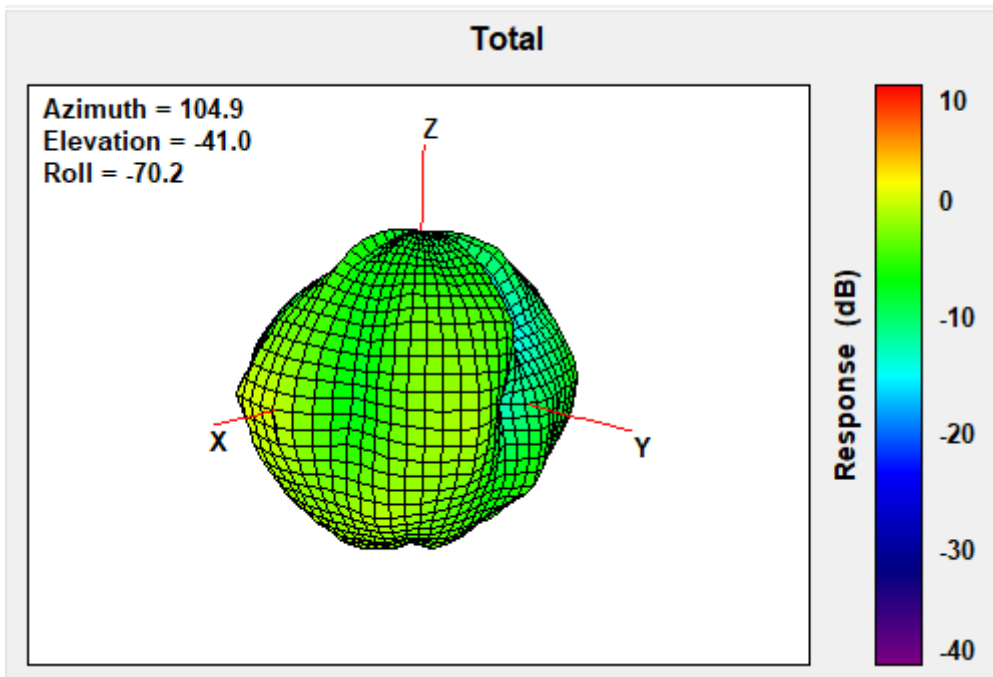 Total
Azimuth = 104.9
Elevation = -41.0
Roll = -70.2
Z
X
Y
10
0
-10
-20
-30
-40
Response (dB)